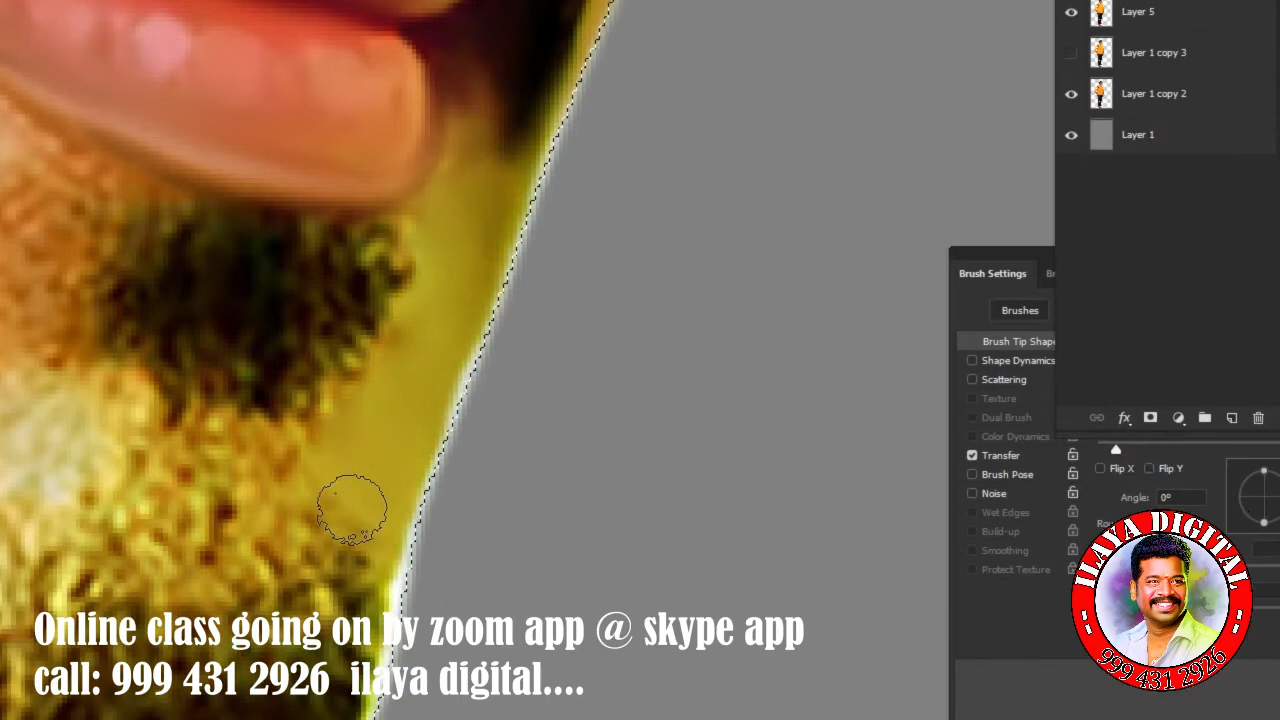 Layer 5
Layer 1 copy 3
Layer 1 copy 2
Layer 1
Brush Settings
Brushes
Brush Tip Shape
Shape Dynamics
Scattering
Texture
Dual Brush
Color Dynamics
Transfer
Brush Pose
Noise
Wet Edges
Build-up
Smoothing
Protect Texture
fx
Flip X
Flip Y
Angle: 0º
ILAYA DIGITAL
999 431 2926
Online class going on by zoom app @ skype app
call: 999 431 2926 ilaya digital....